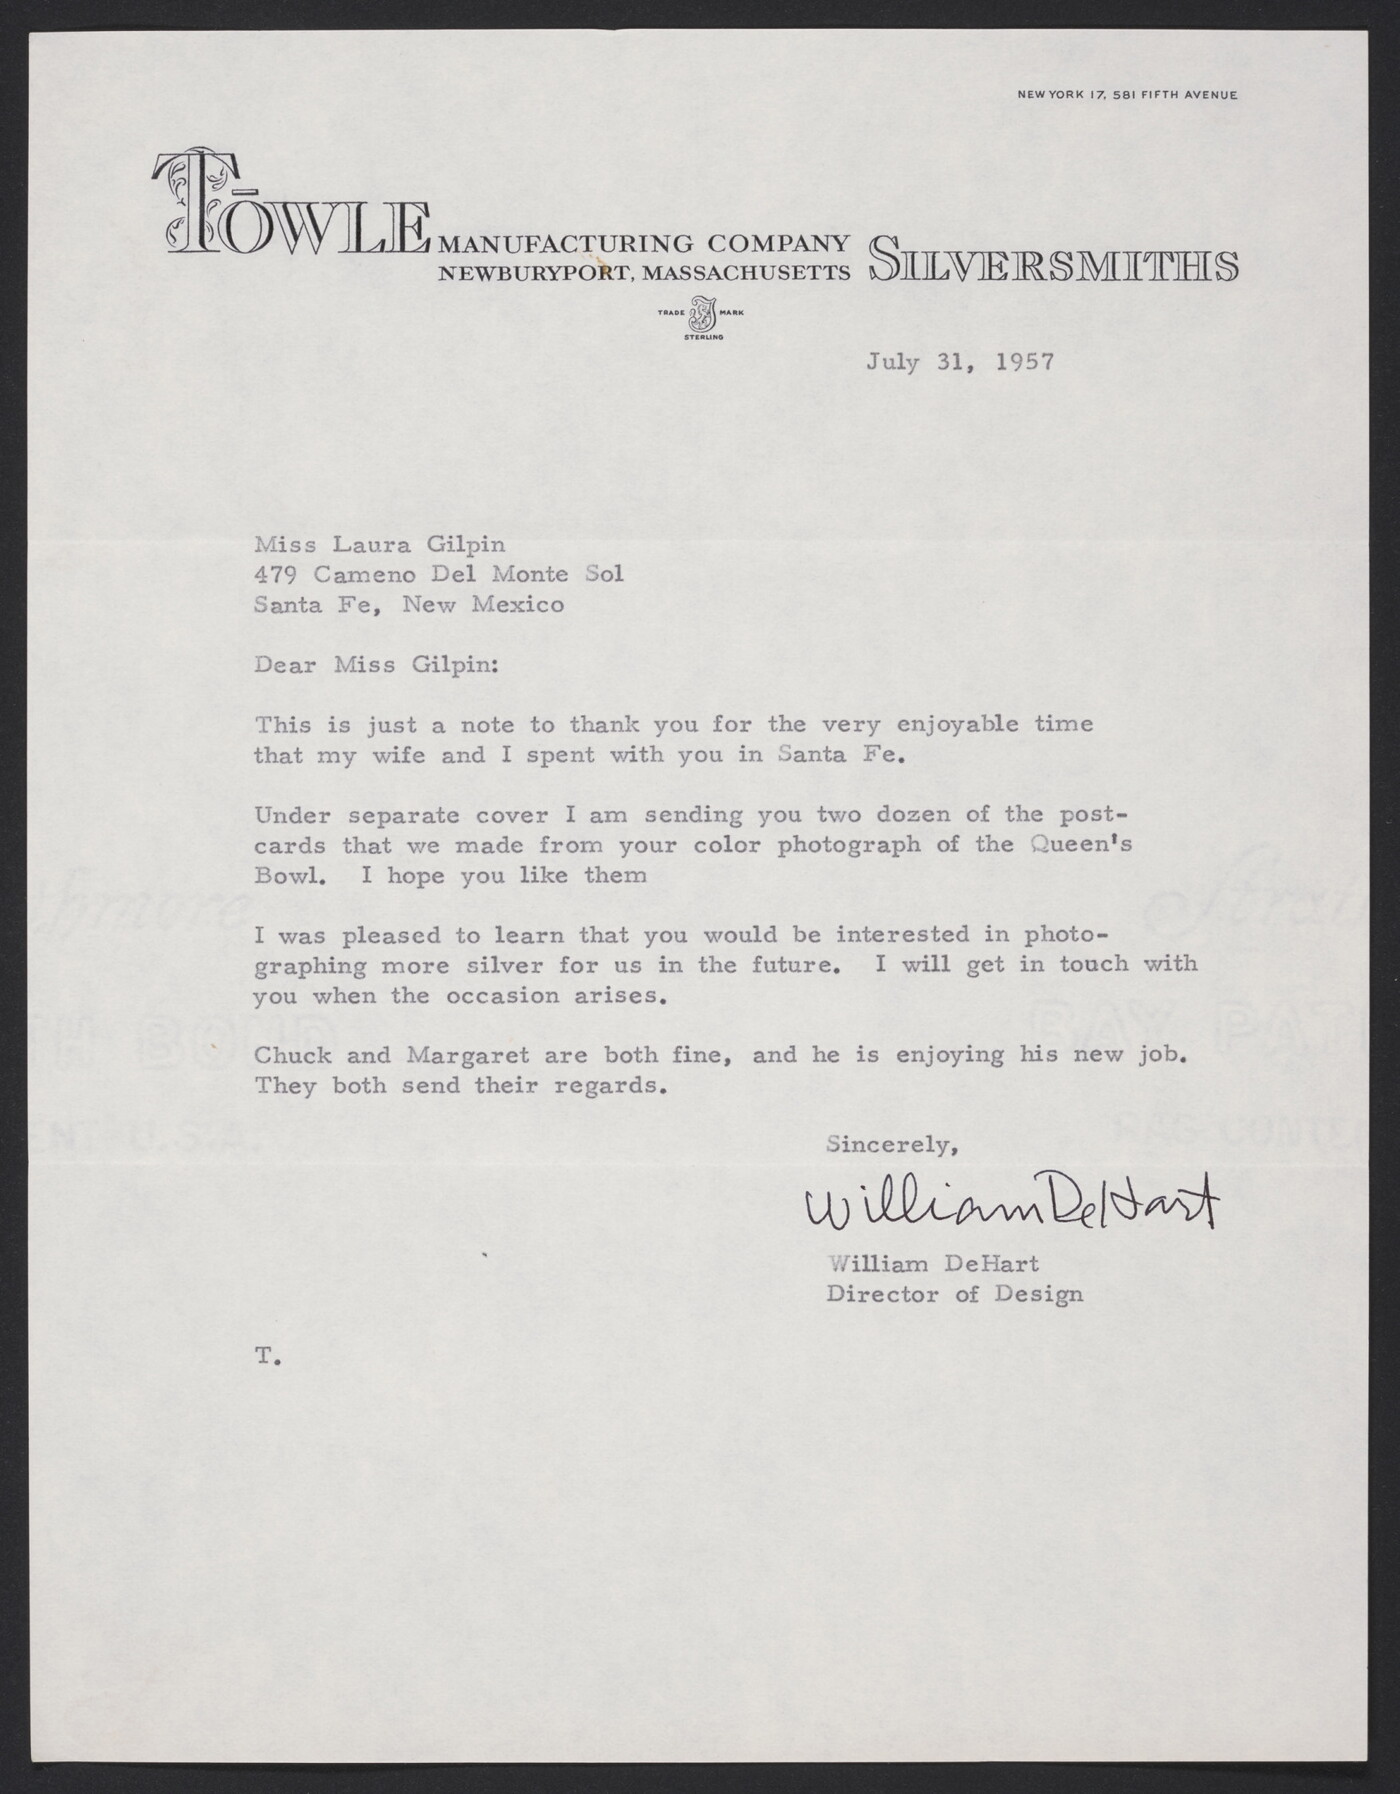 NEW YORK 17, 581 FIFTH AVENUE
TŌWLE MANUFACTURING COMPANY SILVERSMITHS
NEWBURYPORT, MASSACHUSETTS
TRADE MARK
STERLING
July 31, 1957
Miss Laura Gilpin
479 Cameno Del Monte Sol
Santa Fe, New Mexico
Dear Miss Gilpin:
This is just a note to thank you for the very enjoyable time
that my wife and I spent with you in Santa Fe.
Under separate cover I am sending you two dozen of the post-
cards that we made from your color photograph of the Queen's
Bowl. I hope you like them
I was pleased to learn that you would be interested in photo-
graphing more silver for us in the future. I will get in touch with
you when the occasion arises.
Chuck and Margaret are both fine, and he is enjoying his new job.
They both send their regards.
Sincerely,
William DeHart
William DeHart
Director of Design
T.